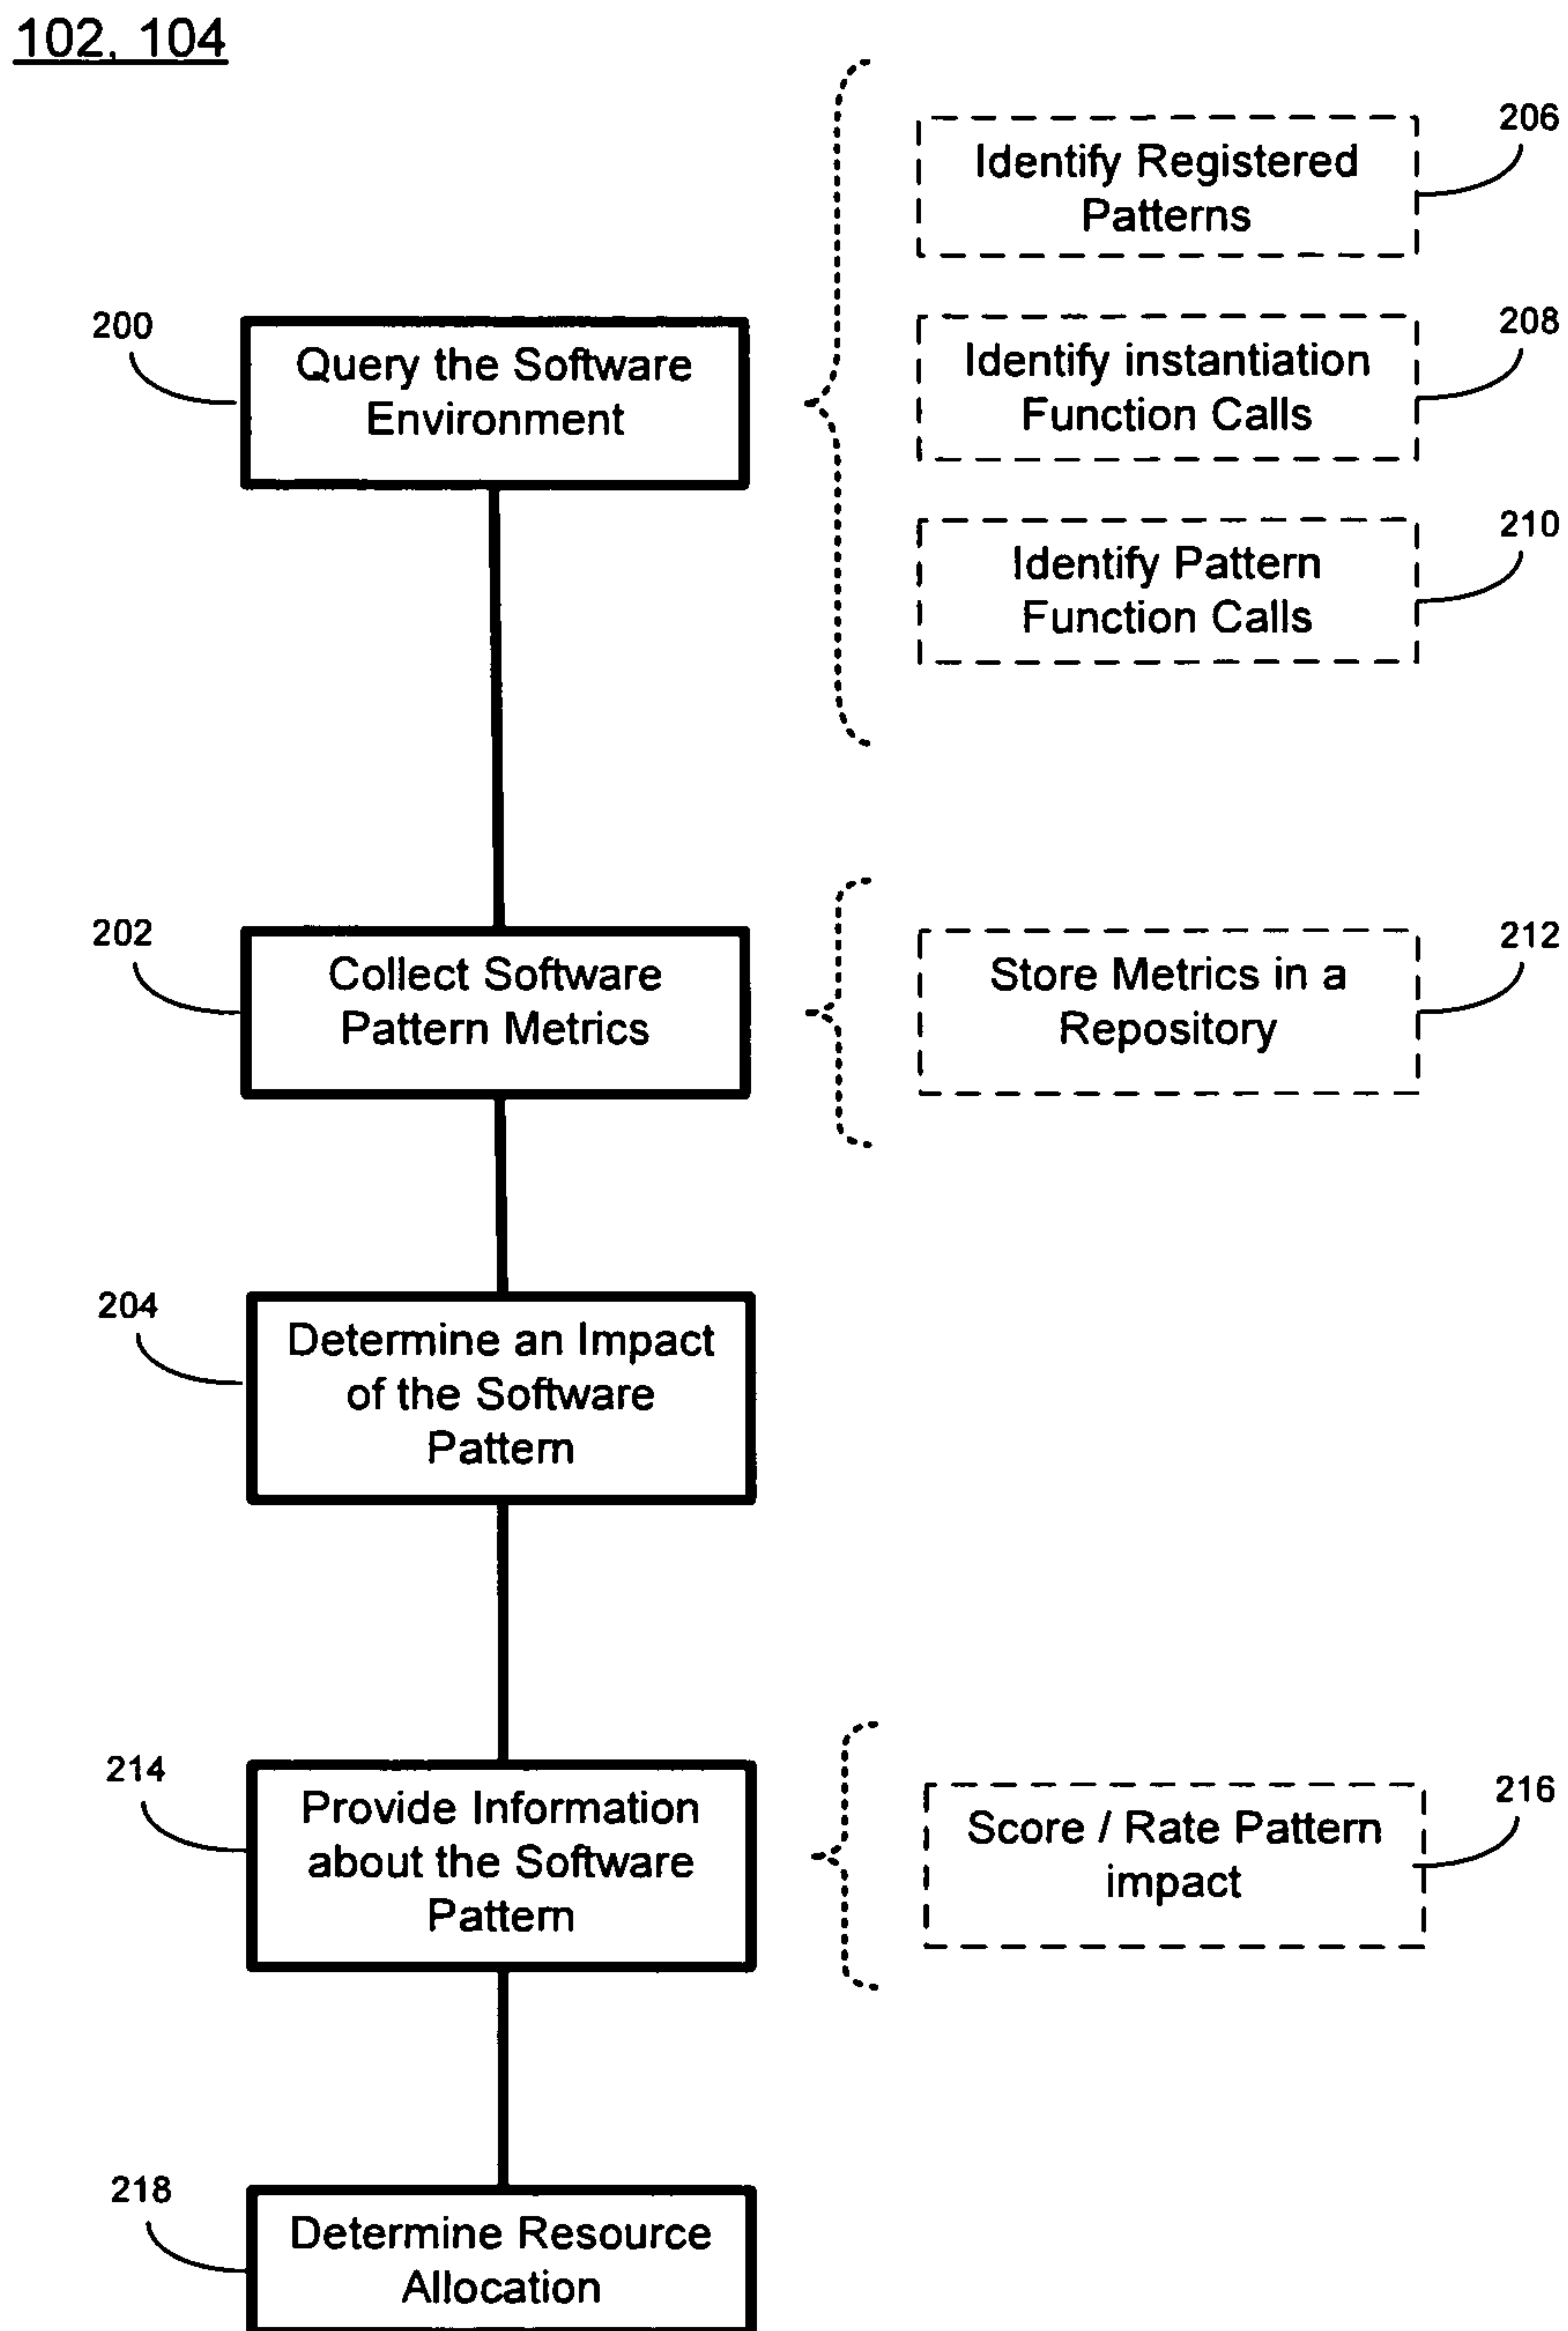 102, 104
206
Identify Registered
Patterns
200
Query the Software
Environment
208
Identify instantiation
Function Calls
210
Identify Pattern
Function Calls
202
Collect Software
Pattern Metrics
212
Store Metrics in a
Repository
204
Determine an Impact
of the Software
Pattern
214
Provide Information
about the Software
Pattern
216
Score / Rate Pattern
impact
218
Determine Resource
Allocation